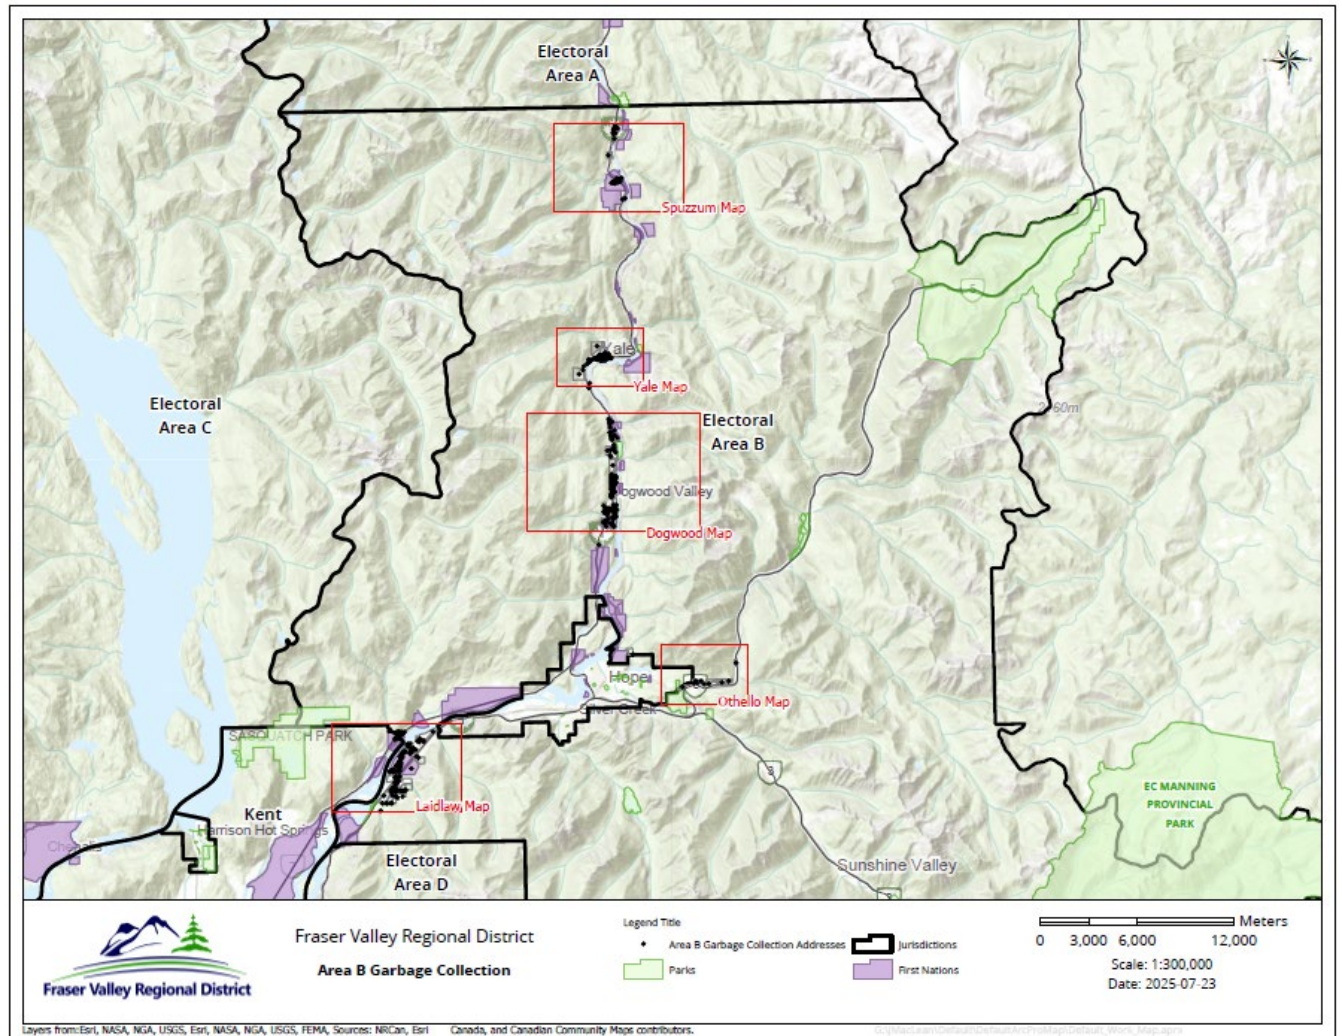 Electoral
Area A
Spuzzum Map
Yale
Yale Map
Electoral
Area C
Electoral
Area B
Dogwood Map
Hope
Othello Map
Silver Creek
SASQUATCH PARK
5
3
Laidlaw Map
Kent
Harrison Hot Springs
EC MANNING
PROVINCIAL
PARK
Electoral
Area D
Sunshine Valley
Fraser Valley Regional District
Fraser Valley Regional District
Area B Garbage Collection
Legend Title
Area B Garbage Collection Addresses
Jurisdictions
Parks
First Nations
Meters
0 3,000 6,000 12,000
Scale: 1:300,000
Date: 2025-07-23
Layers from:Esri, NASA, NGA, USGS, Esri, NASA, NGA, USGS, FEMA, Sources: NRCan, Esri Canada, and Canadian Community Maps contributors.